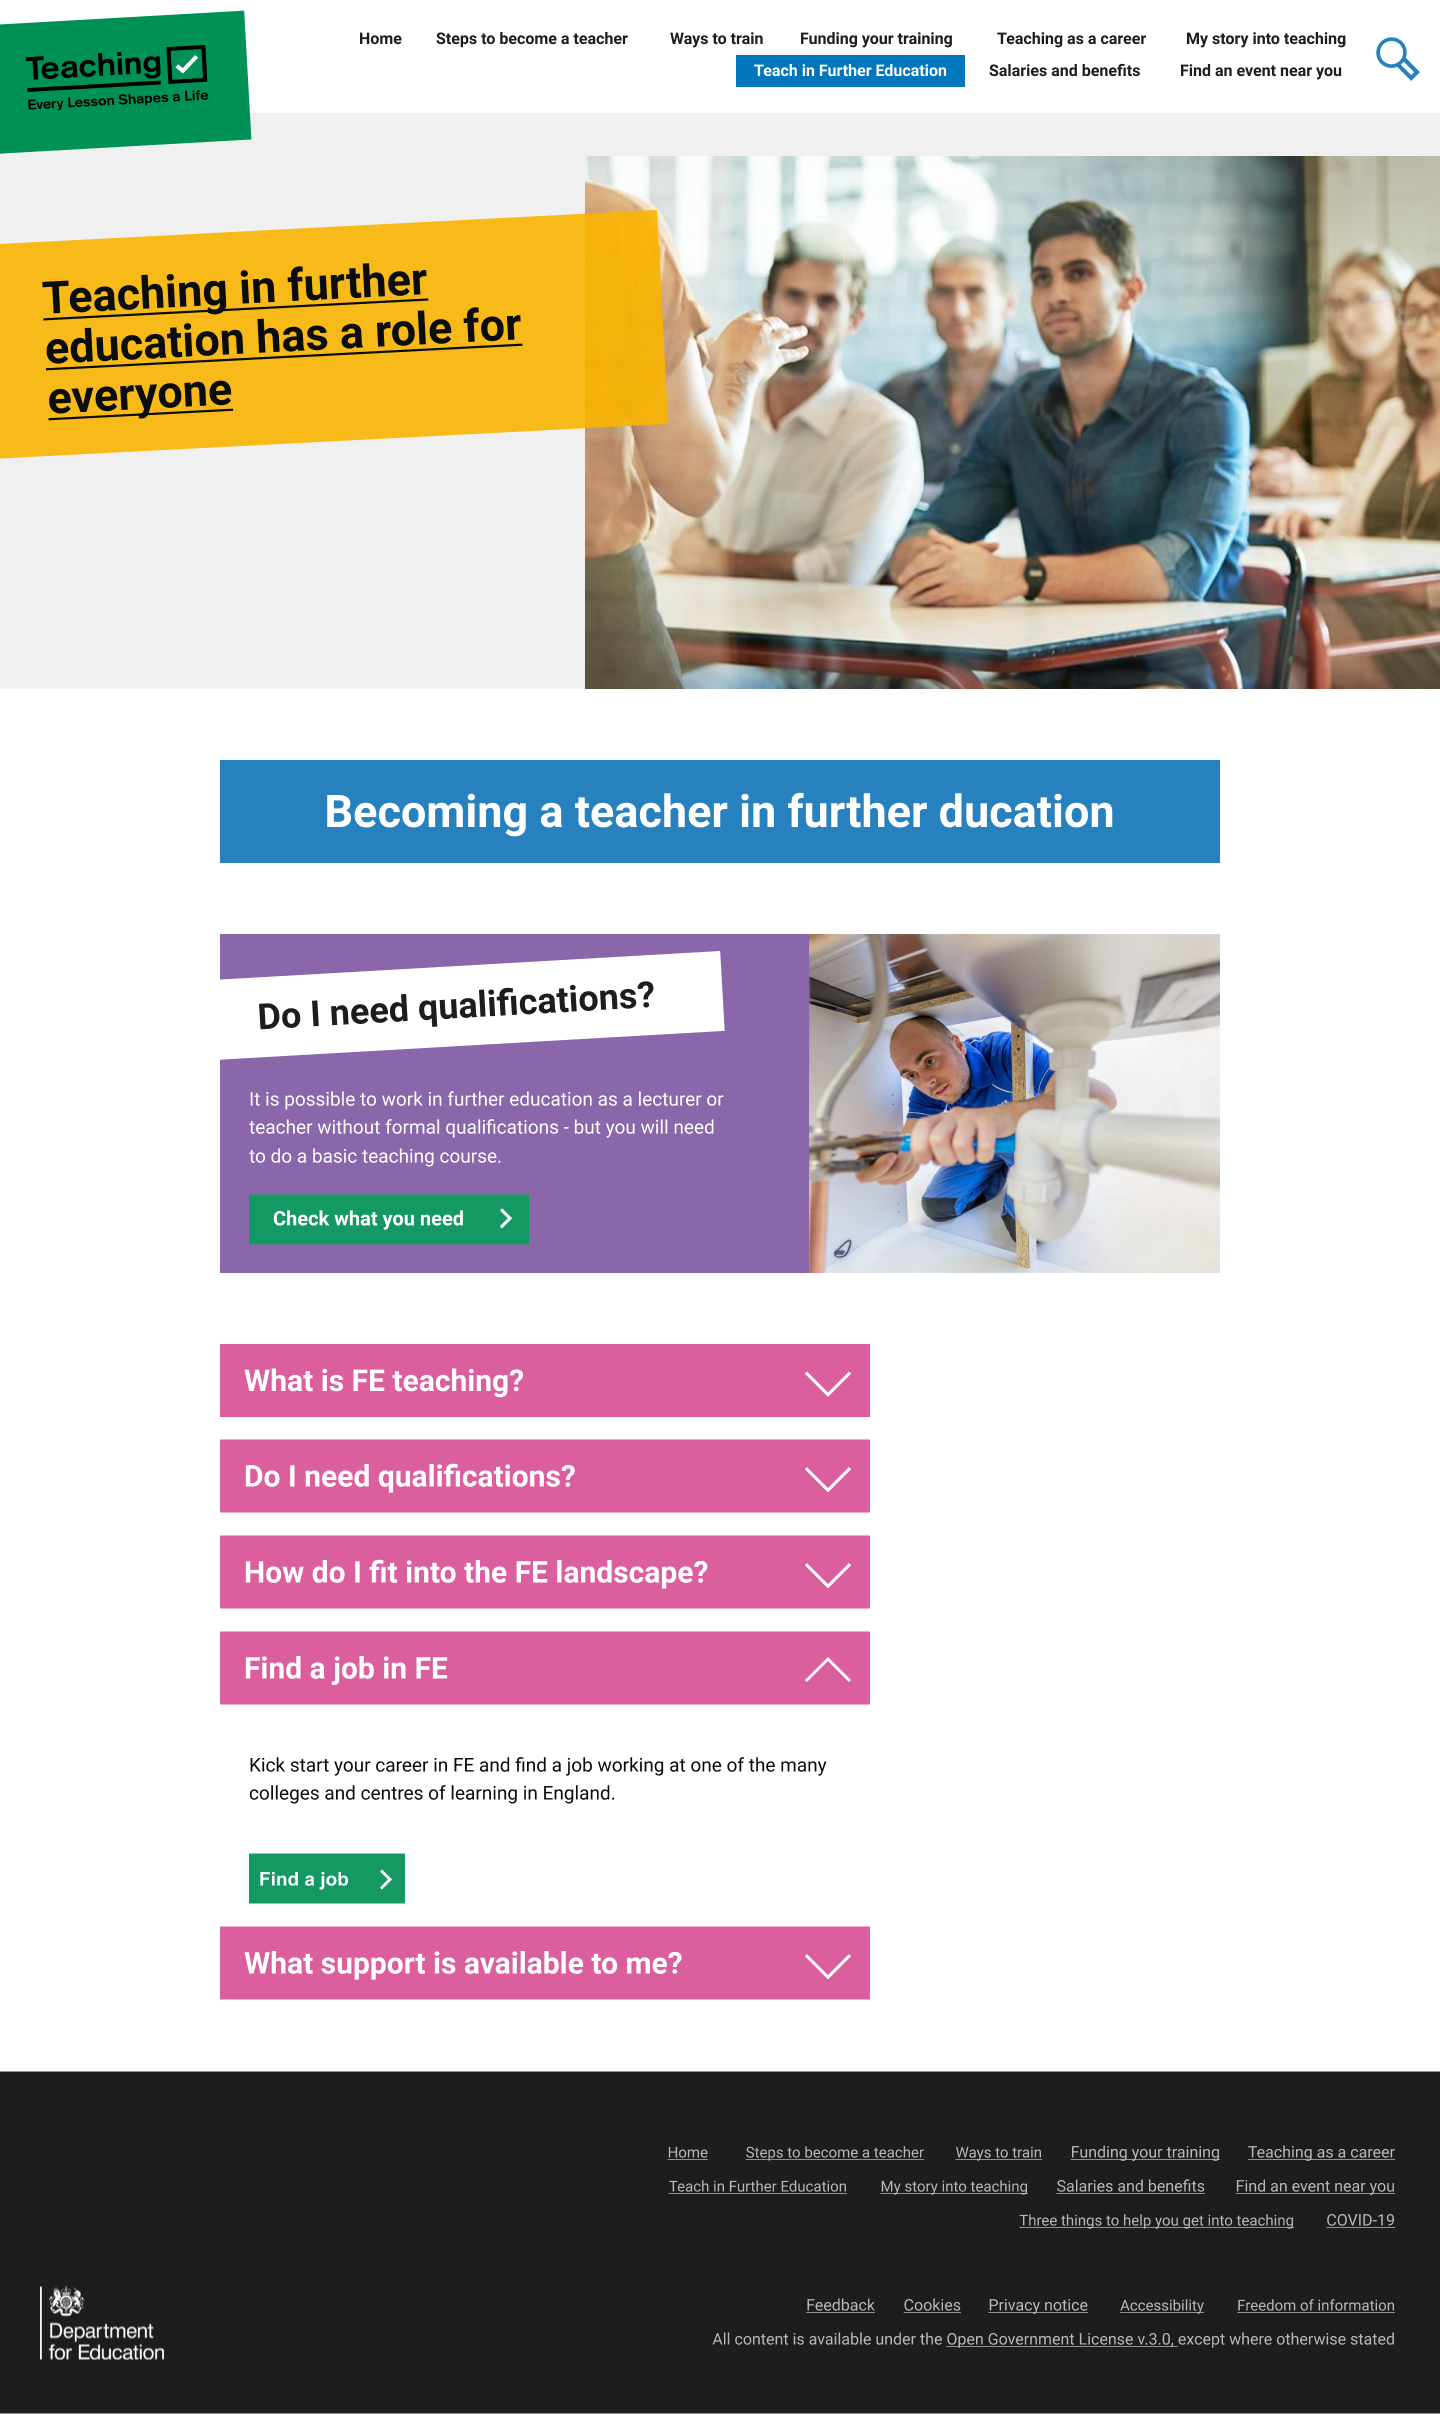 Teaching
Every Lesson Shapes a Life
Home Steps to become a teacher Ways to train Funding your training Teaching as a career My story into teaching
Teach in Further Education Salaries and benefits Find an event near you
Teaching in further
education has a role for
everyone
Becoming a teacher in further ducation
Do I need qualifications?
It is possible to work in further education as a lecturer or
teacher without formal qualifications - but you will need
to do a basic teaching course.
Check what you need
What is FE teaching?
Do I need qualifications?
How do I fit into the FE landscape?
Find a job in FE
Kick start your career in FE and find a job working at one of the many
colleges and centres of learning in England.
Find a job
What support is available to me?
Home Steps to become a teacher Ways to train Funding your training Teaching as a career
Teach in Further Education My story into teaching Salaries and benefits Find an event near you
Three things to help you get into teaching COVID-19
Department
for Education
Feedback Cookies Privacy notice Accessibility Freedom of information
All content is available under the Open Government License v.3.0, except where otherwise stated